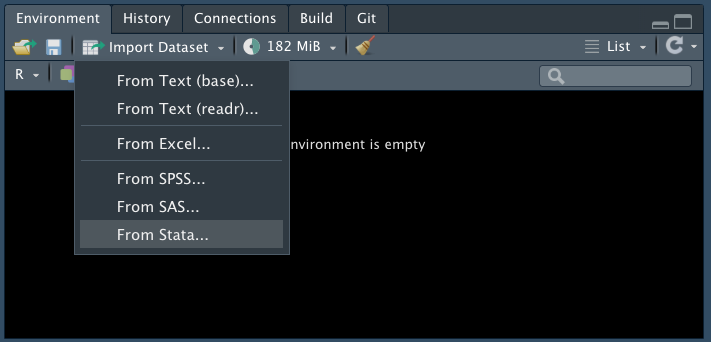 Environment History Connections Build Git
Import Dataset 182 MiB List
R
From Text (base)...
From Text (readr)...
From Excel...
nvironment is empty
From SPSS...
From SAS...
From Stata...